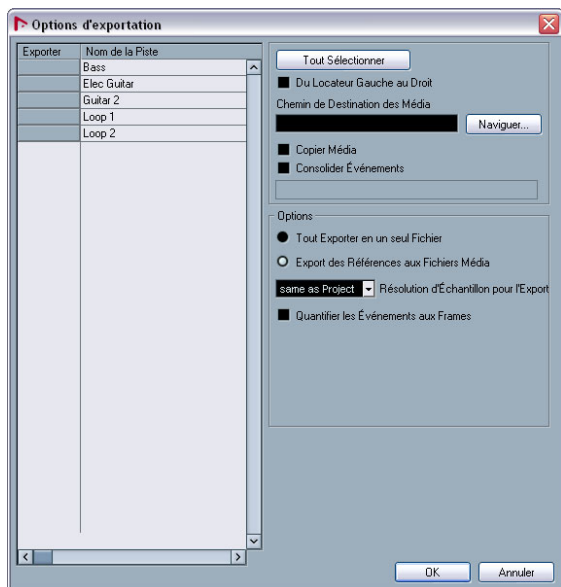 Options d'exportation
Exporter Nom de la Piste
Bass
Elec Guitar
Guitar 2
Loop 1
Loop 2
Tout Sélectionner
Du Locateur Gauche au Droit
Chemin de Destination des Média
Naviguer...
Copier Média
Consolider Événements
Options
Tout Exporter en un seul Fichier
Export des Références aux Fichiers Média
same as Project Résolution d'Échantillon pour l'Export
Quantifier les Événements aux Frames
OK Annuler